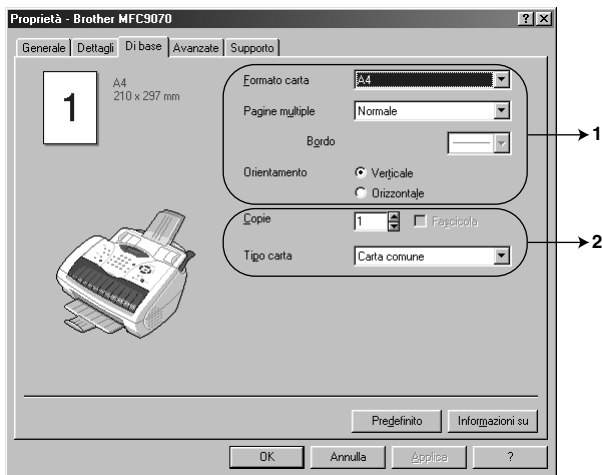 Proprietà - Brother MFC9070
? ×
Generale Dettagli Di base Avanzate Supporto
1
A4
210 x 297 mm
Formato carta A4
Pagine multiple Normale
Bordo
1
Orientamento Verticale
Orizzontale
Copie 1 Fascicola
2
Tipo carta Carta comune
Predefinito Informazioni su
OK Annulla Applica ?